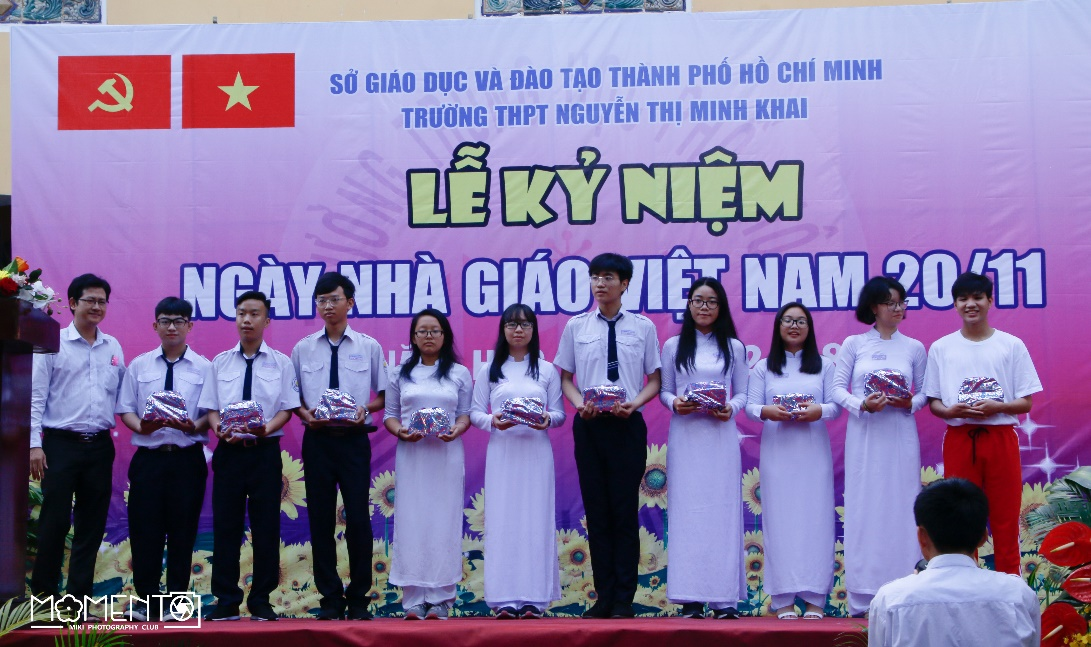 SỞ GIÁO DỤC VÀ ĐÀO TẠO THÀNH PHỐ HỒ CHÍ MINH
TRƯỜNG THPT NGUYỄN THỊ MINH KHAI
LỄ KỶ NIỆM
NGÀY NHÀ GIÁO VIỆT NAM 20/11
MOMENTO
MIKI PHOTOGRAPHY CLUB